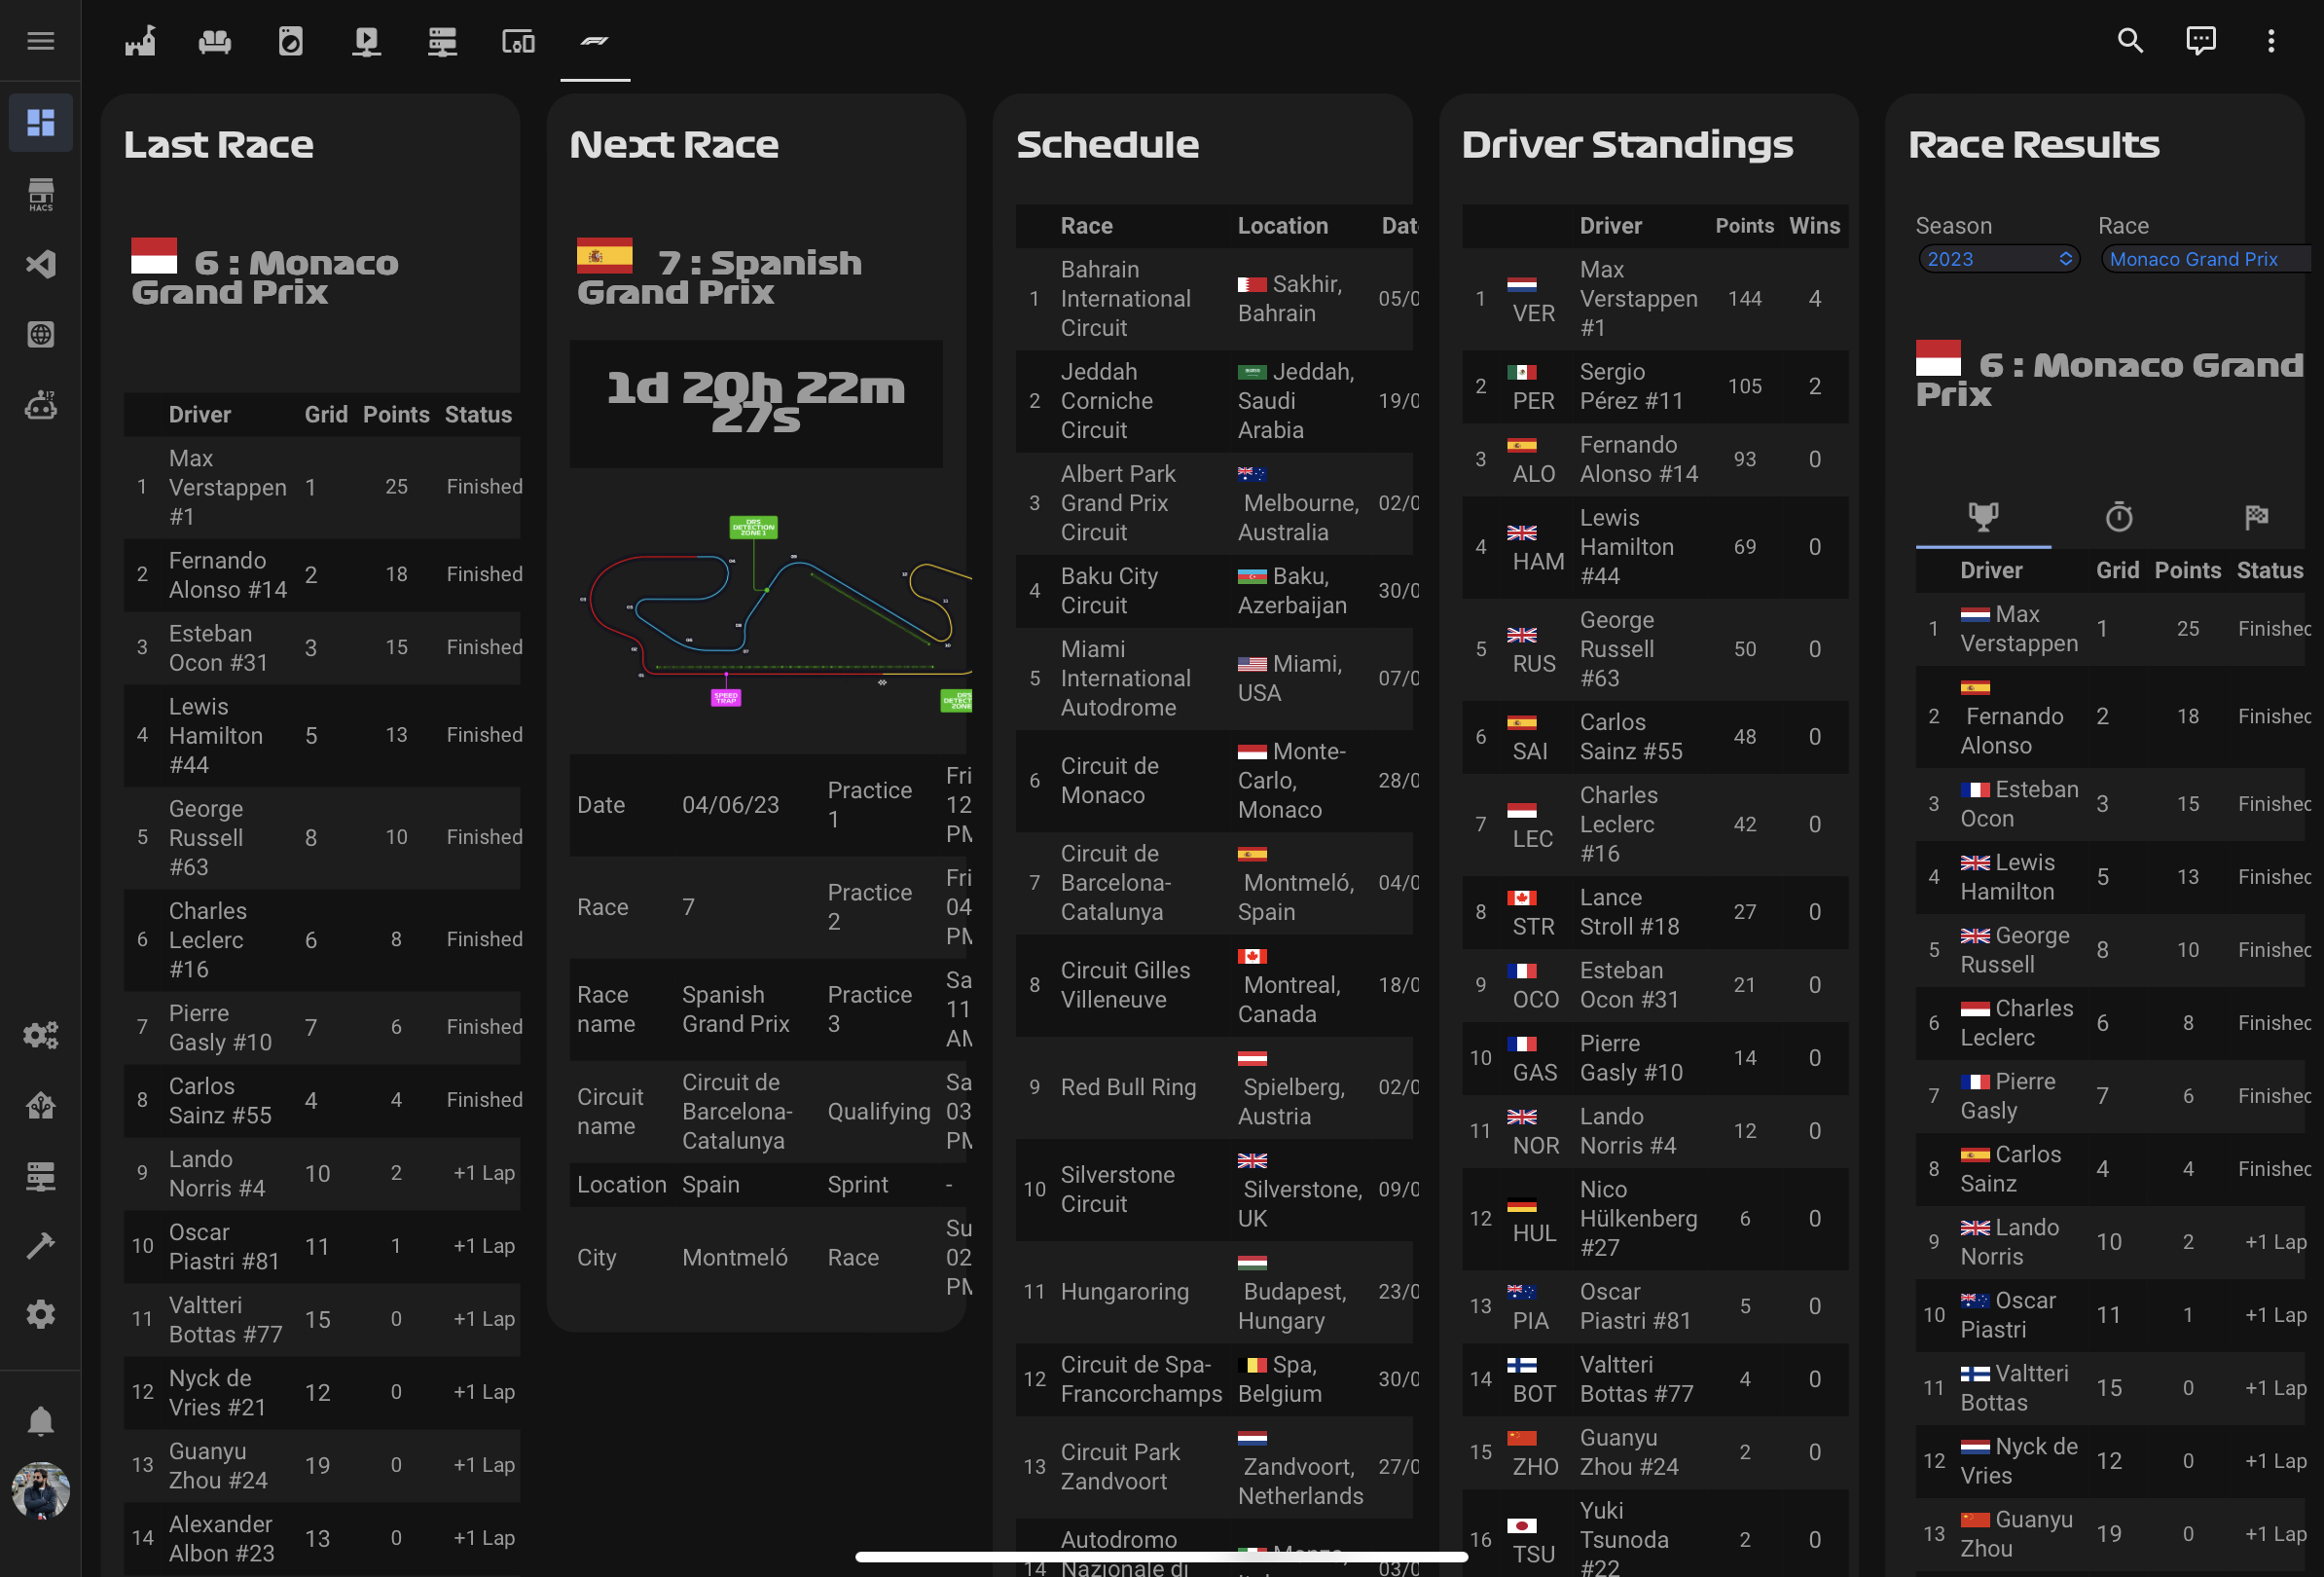 HACS
Last Race
6 : Monaco
Grand Prix
Driver Grid Points Status
1 Max Verstappen #1 1 25 Finished
2 Fernando Alonso #14 2 18 Finished
3 Esteban Ocon #31 3 15 Finished
4 Lewis Hamilton #44 5 13 Finished
5 George Russell #63 8 10 Finished
6 Charles Leclerc #16 6 8 Finished
7 Pierre Gasly #10 7 6 Finished
8 Carlos Sainz #55 4 4 Finished
9 Lando Norris #4 10 2 +1 Lap
10 Oscar Piastri #81 11 1 +1 Lap
11 Valtteri Bottas #77 15 0 +1 Lap
12 Nyck de Vries #21 12 0 +1 Lap
13 Guanyu Zhou #24 19 0 +1 Lap
14 Alexander Albon #23 13 0 +1 Lap
Next Race
7 : Spanish
Grand Prix
1d 20h 22m
27s
DRS
DETECTION
ZONE 1
SPEED
TRAP
DRS
DETECT
ZONE
Date 04/06/23 Practice 1 Fri 12 PM
Race 7 Practice 2 Fri 04 PM
Race name Spanish Grand Prix Practice 3 Sa 11 AM
Circuit name Circuit de Barcelona-Catalunya Qualifying Sa 03 PM
Location Spain Sprint -
City Montmeló Race Su 02 PM
Schedule
Race Location Dat
1 Bahrain International Circuit Sakhir, Bahrain 05/0
2 Jeddah Corniche Circuit Jeddah, Saudi Arabia 19/0
3 Albert Park Grand Prix Circuit Melbourne, Australia 02/0
4 Baku City Circuit Baku, Azerbaijan 30/0
5 Miami International Autodrome Miami, USA 07/0
6 Circuit de Monaco Monte-Carlo, Monaco 28/0
7 Circuit de Barcelona-Catalunya Montmeló, Spain 04/0
8 Circuit Gilles Villeneuve Montreal, Canada 18/0
9 Red Bull Ring Spielberg, Austria 02/0
10 Silverstone Circuit Silverstone, UK 09/0
11 Hungaroring Budapest, Hungary 23/0
12 Circuit de Spa-Francorchamps Spa, Belgium 30/0
13 Circuit Park Zandvoort Zandvoort, Netherlands 27/0
14 Autodromo Nazionale di Monza, 03/0
Driver Standings
Driver Points Wins
1 VER Max Verstappen #1 144 4
2 PER Sergio Pérez #11 105 2
3 ALO Fernando Alonso #14 93 0
4 HAM Lewis Hamilton #44 69 0
5 RUS George Russell #63 50 0
6 SAI Carlos Sainz #55 48 0
7 LEC Charles Leclerc #16 42 0
8 STR Lance Stroll #18 27 0
9 OCO Esteban Ocon #31 21 0
10 GAS Pierre Gasly #10 14 0
11 NOR Lando Norris #4 12 0
12 HUL Nico Hülkenberg #27 6 0
13 PIA Oscar Piastri #81 5 0
14 BOT Valtteri Bottas #77 4 0
15 ZHO Guanyu Zhou #24 2 0
16 TSU Yuki Tsunoda #22 2 0
Race Results
Season Race
2023 Monaco Grand Prix
6 : Monaco Grand
Prix
Driver Grid Points Status
1 Max Verstappen 1 25 Finished
2 Fernando Alonso 2 18 Finished
3 Esteban Ocon 3 15 Finished
4 Lewis Hamilton 5 13 Finished
5 George Russell 8 10 Finished
6 Charles Leclerc 6 8 Finished
7 Pierre Gasly 7 6 Finished
8 Carlos Sainz 4 4 Finished
9 Lando Norris 10 2 +1 Lap
10 Oscar Piastri 11 1 +1 Lap
11 Valtteri Bottas 15 0 +1 Lap
12 Nyck de Vries 12 0 +1 Lap
13 Guanyu Zhou 19 0 +1 Lap